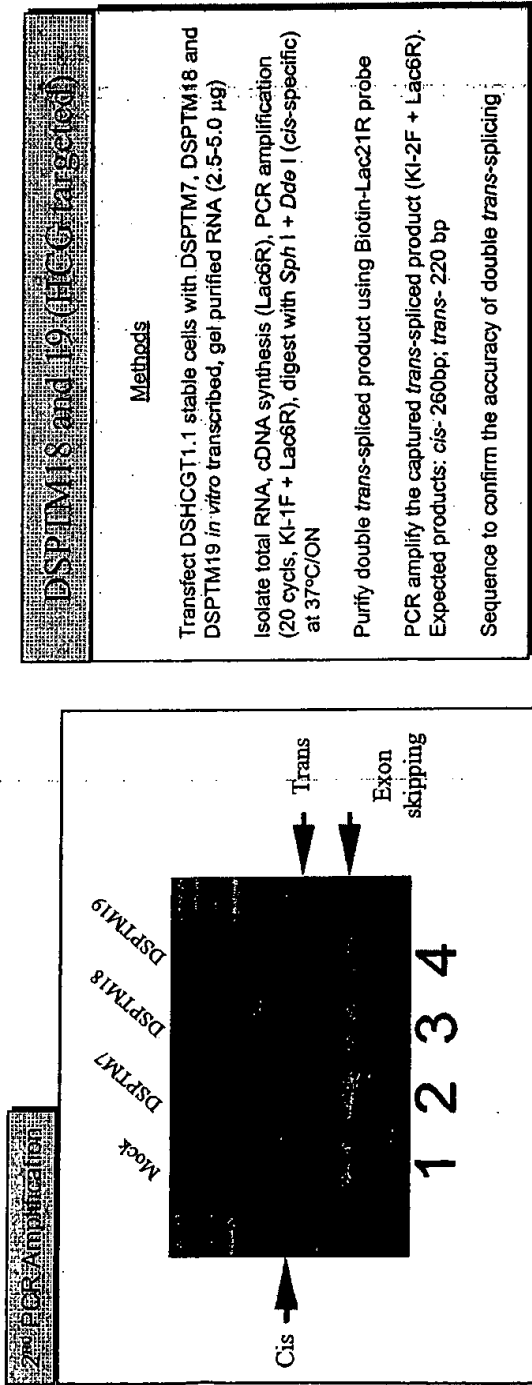 2ND PCR Amplification
Mock
DSPTM7
DSPTM18
DSPTM19
Cis
Trans
Exon
skipping
1 2 3 4
DSPTM18 and 19 (HCG targeted)
Methods
Transfect DSHCGT1.1 stable cells with DSPTM7, DSPTM18 and
DSPTM19 in vitro transcribed, gel purified RNA (2.5-5.0 µg)
Isolate total RNA, cDNA synthesis (Lac6R), PCR amplification
(20 cycls, KI-1F + Lac6R), digest with Sph I + Dde I (cis-specific)
at 37ºC/ON
Purify double trans-spliced product using Biotin-Lac21R probe
PCR amplify the captured trans-spliced product (KI-2F + Lac6R).
Expected products: cis- 260bp; trans- 220 bp
Sequence to confirm the accuracy of double trans-splicing